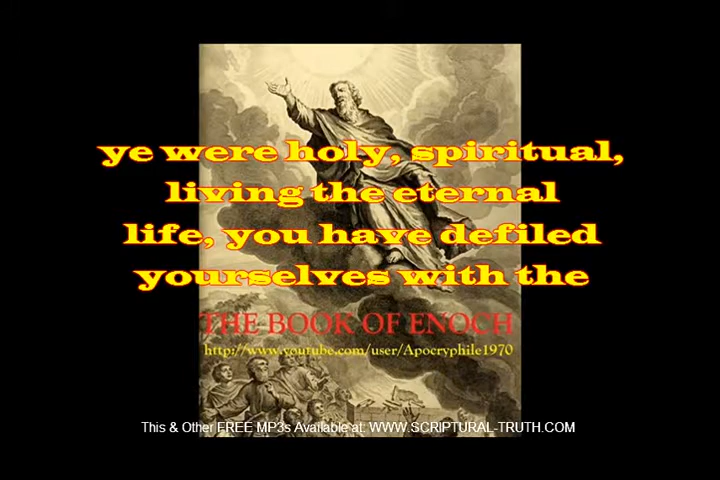 ye were holy, spiritual,
living the eternal
life, you have defiled
yourselves with the
THE BOOK OF ENOCH
http://www.youtube.com/user/Apocryphile1970
This & Other FREE MP3s Available at: WWW.SCRIPTURAL-TRUTH.COM